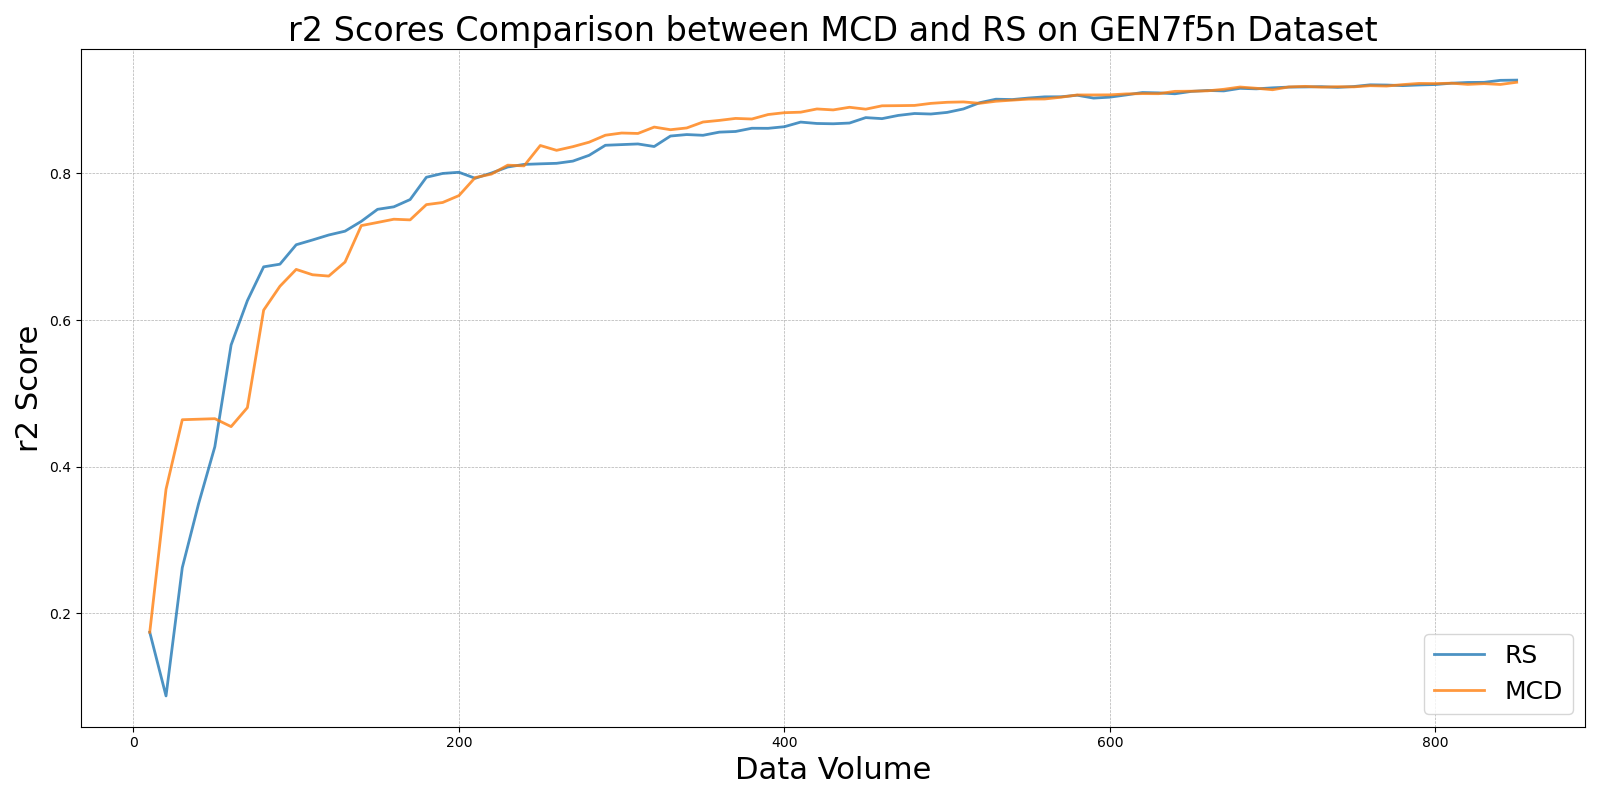 r2 Scores Comparison between MCD and RS on GEN7f5n Dataset
r2 Score
0.8
0.6
0.4
0.2
0 200 400 600 800
Data Volume
RS
MCD